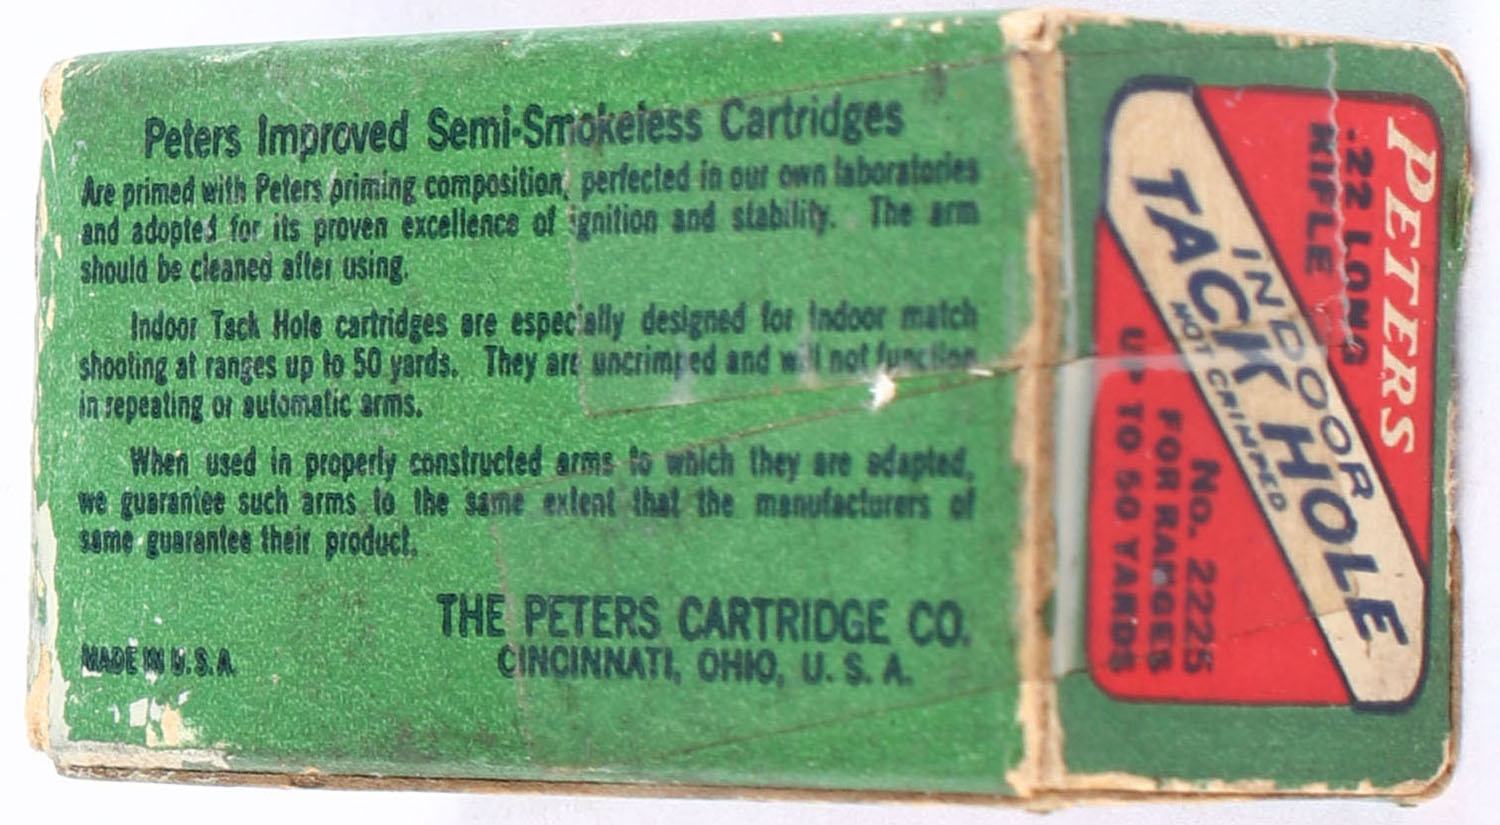 Peters Improved Semi-Smokeless Cartridges
Are primed with Peters priming composition, perfected in our own laboratories
and adopted for its proven excellence of ignition and stability. The arm
should be cleaned after using.
Indoor Tack Hole cartridges are especially designed for Indoor match
shooting at ranges up to 50 yards. They are uncrimped and will not function
in repeating or automatic arms.
When used in properly constructed arms to which they are adapted,
we guarantee such arms to the same extent that the manufacturers of
same guarantee their product.
THE PETERS CARTRIDGE CO.
CINCINNATI, OHIO, U. S. A.
MADE IN U.S.A.
PETERS
.22 LONG
RIFLE
INDOOR
TACK HOLE
NOT CRIMPED
No. 2225
FOR RANGES
UP TO 50 YARDS